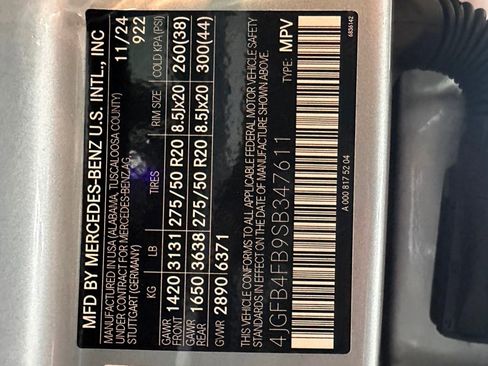 MFD BY MERCEDES-BENZ U.S. INTL., INC
MANUFACTURED IN USA (ALABAMA, TUSCALOOSA COUNTY) 11/24
UNDER CONTRACT FOR MERCEDES-BENZ AG, 922
STUTTGART (GERMANY)
KG LB TIRES RIM SIZE COLD KPA (PSI)
GAWR FRONT 1420 3131 275/50 R20 8.5Jx20 260(38)
GAWR REAR 1650 3638 275/50 R20 8.5Jx20 300(44)
GVWR 2890 6371
THIS VEHICLE CONFORMS TO ALL APPLICABLE FEDERAL MOTOR VEHICLE SAFETY
STANDARDS IN EFFECT ON THE DATE OF MANUFACTURE SHOWN ABOVE.
4JGFB4FB9SB347611 TYPE: MPV
A 000 817 52 04
6836142